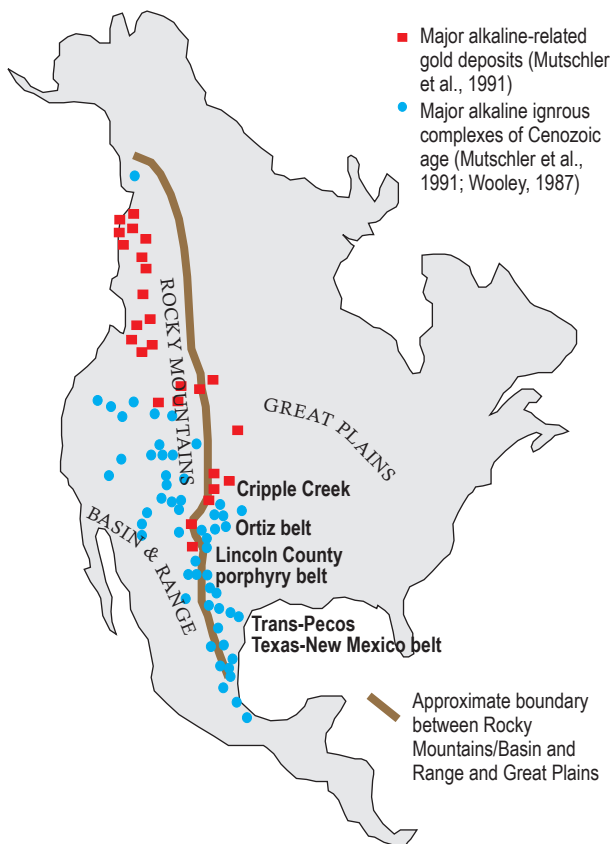 Major alkaline-related
gold deposits (Mutschler
et al., 1991)
Major alkaline ignrous
complexes of Cenozoic
age (Mutschler et al.,
1991; Wooley, 1987)
ROCKY MOUNTAINS
GREAT PLAINS
Cripple Creek
BASIN & RANGE
Ortiz belt
Lincoln County
porphyry belt
Trans-Pecos
Texas-New Mexico belt
Approximate boundary
between Rocky
Mountains/Basin and
Range and Great Plains